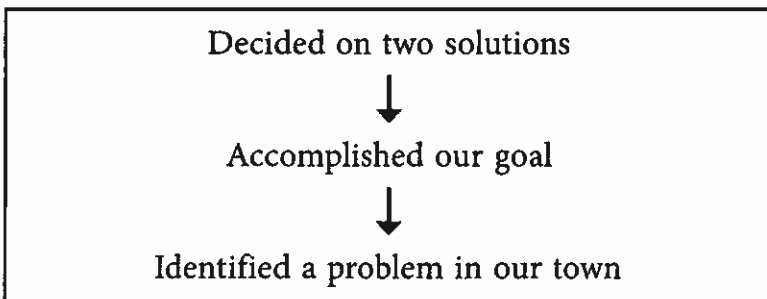 Decided on two solutions
Accomplished our goal
Identified a problem in our town